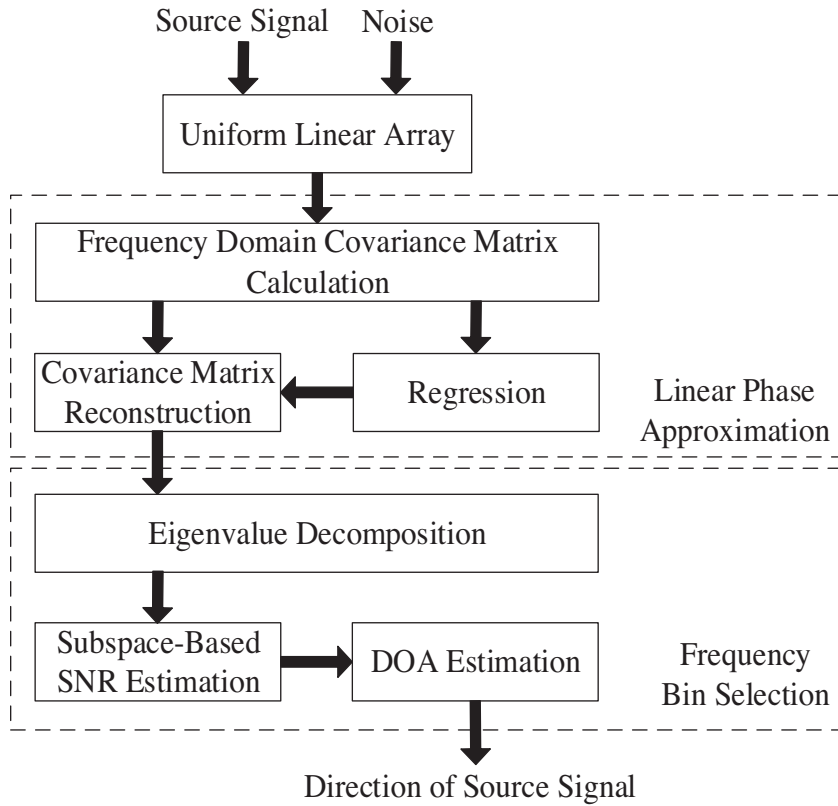 Source Signal
Noise
Uniform Linear Array
Frequency Domain Covariance Matrix
Calculation
Covariance Matrix
Reconstruction
Regression
Linear Phase
Approximation
Eigenvalue Decomposition
Subspace-Based
SNR Estimation
DOA Estimation
Frequency
Bin Selection
Direction of Source Signal